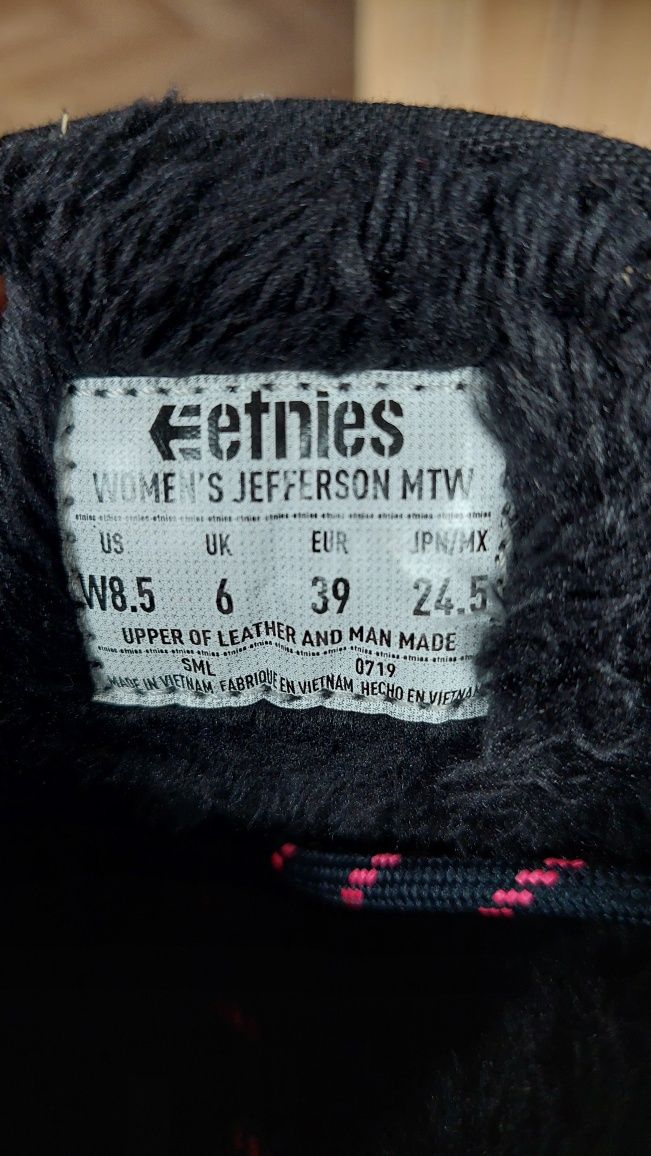 etnies
WOMEN'S JEFFERSON MTW
US UK EUR JPN/MX
W8.5 6 39 24.5
UPPER OF LEATHER AND MAN MADE
SML 0719
MADE IN VIETNAM FABRIQUE EN VIETNAM HECHO EN VIETNAM